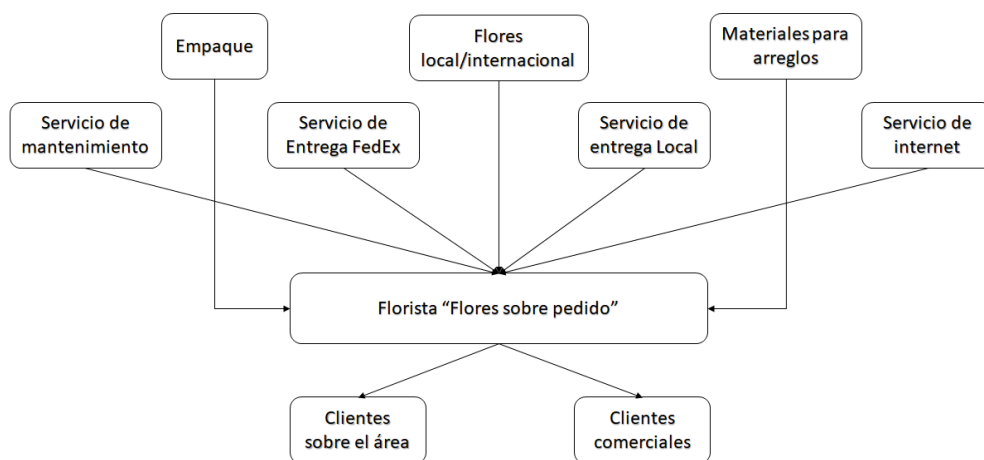 Empaque
Flores
local/internacional
Materiales para
arreglos
Servicio de
mantenimiento
Servicio de
Entrega FedEx
Servicio de
entrega Local
Servicio de
internet
Florista “Flores sobre pedido”
Clientes
sobre el área
Clientes
comerciales